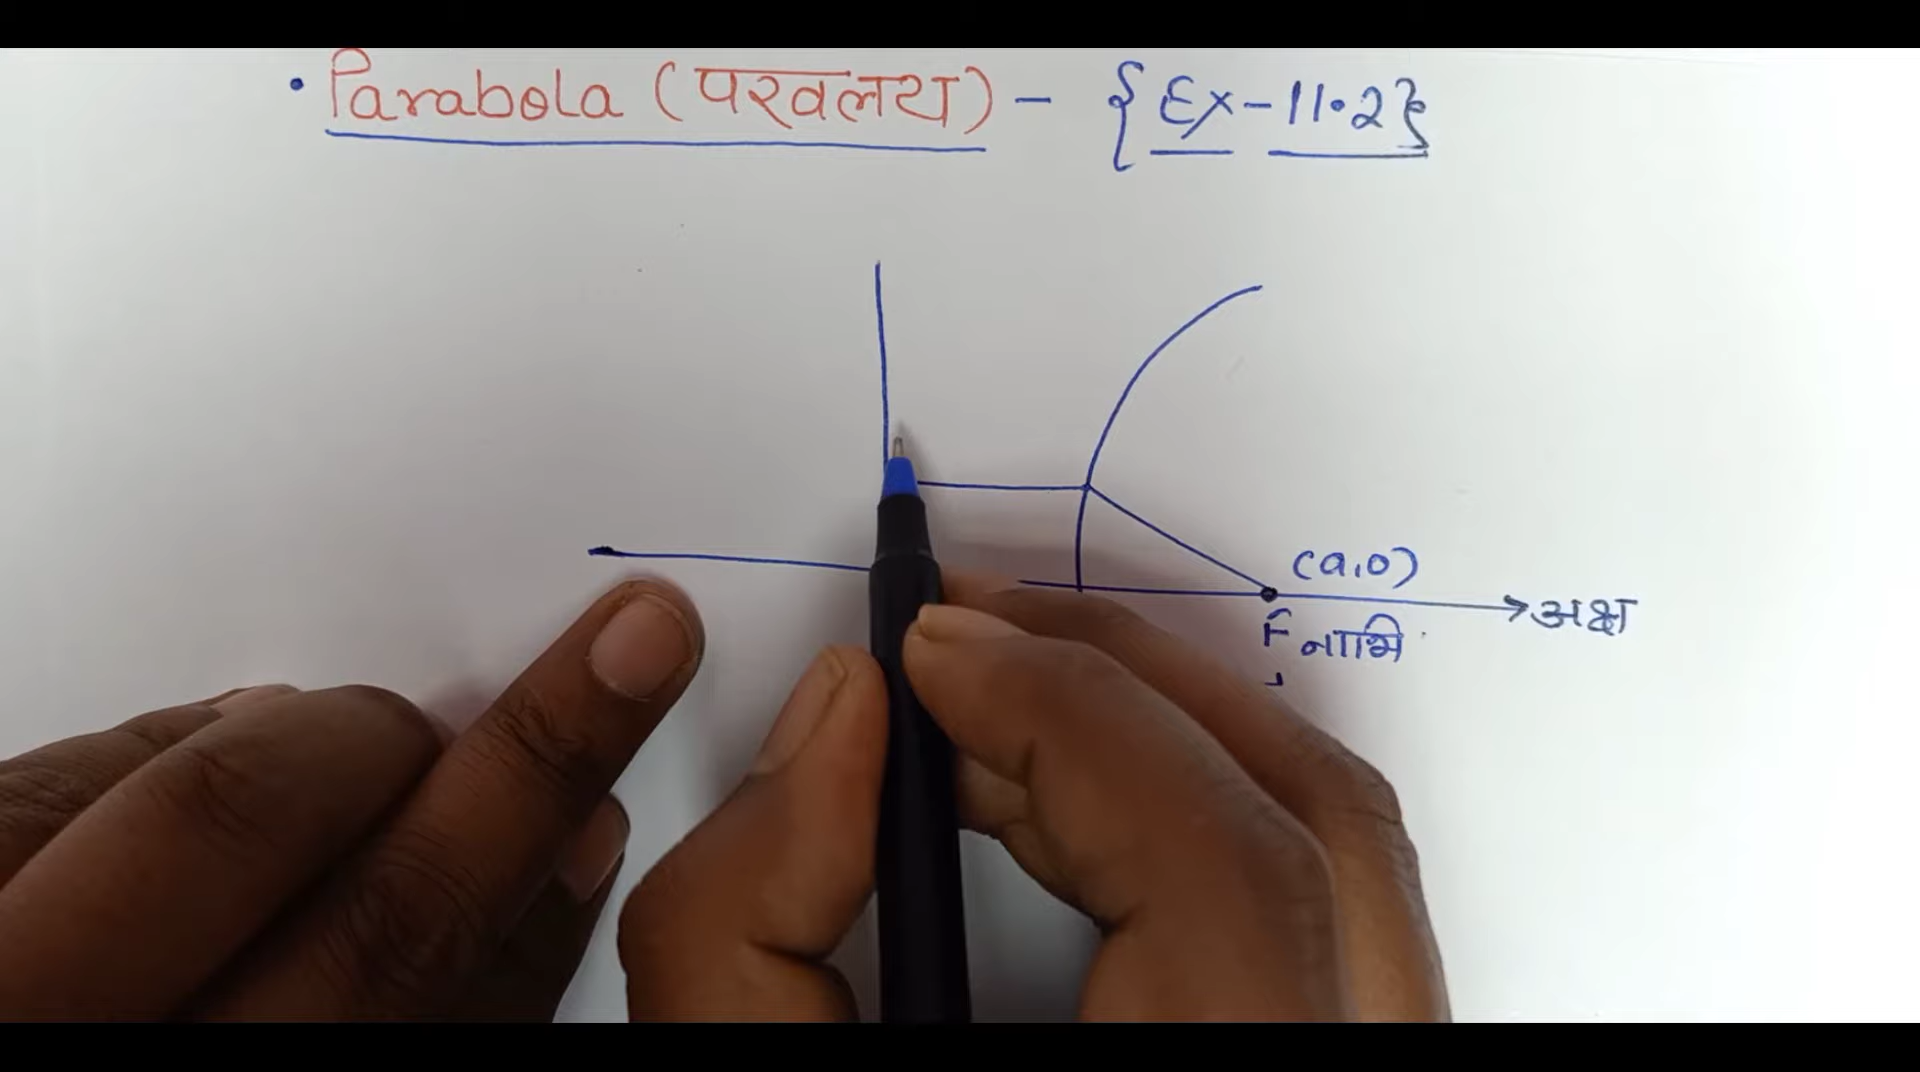 • Parabola (परवलय) - {Ex-11.2}
(a,0)
अक्ष
F नाभि